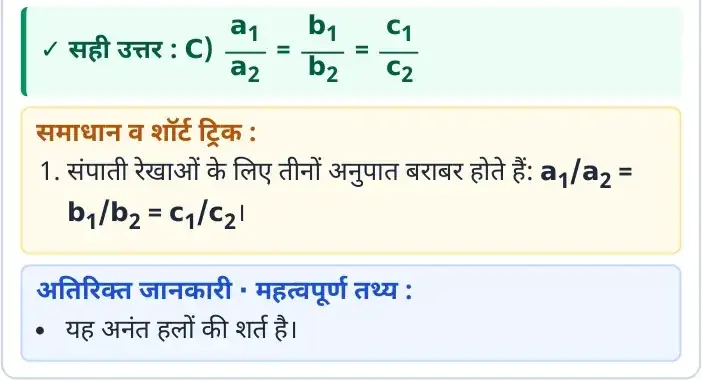 ✓ सही उत्तर : C) a₁/a₂ = b₁/b₂ = c₁/c₂
समाधान व शॉर्ट ट्रिक :
1. संपाती रेखाओं के लिए तीनों अनुपात बराबर होते हैं: a₁/a₂ =
b₁/b₂ = c₁/c₂।
अतिरिक्त जानकारी · महत्वपूर्ण तथ्य :
• यह अनंत हलों की शर्त है।